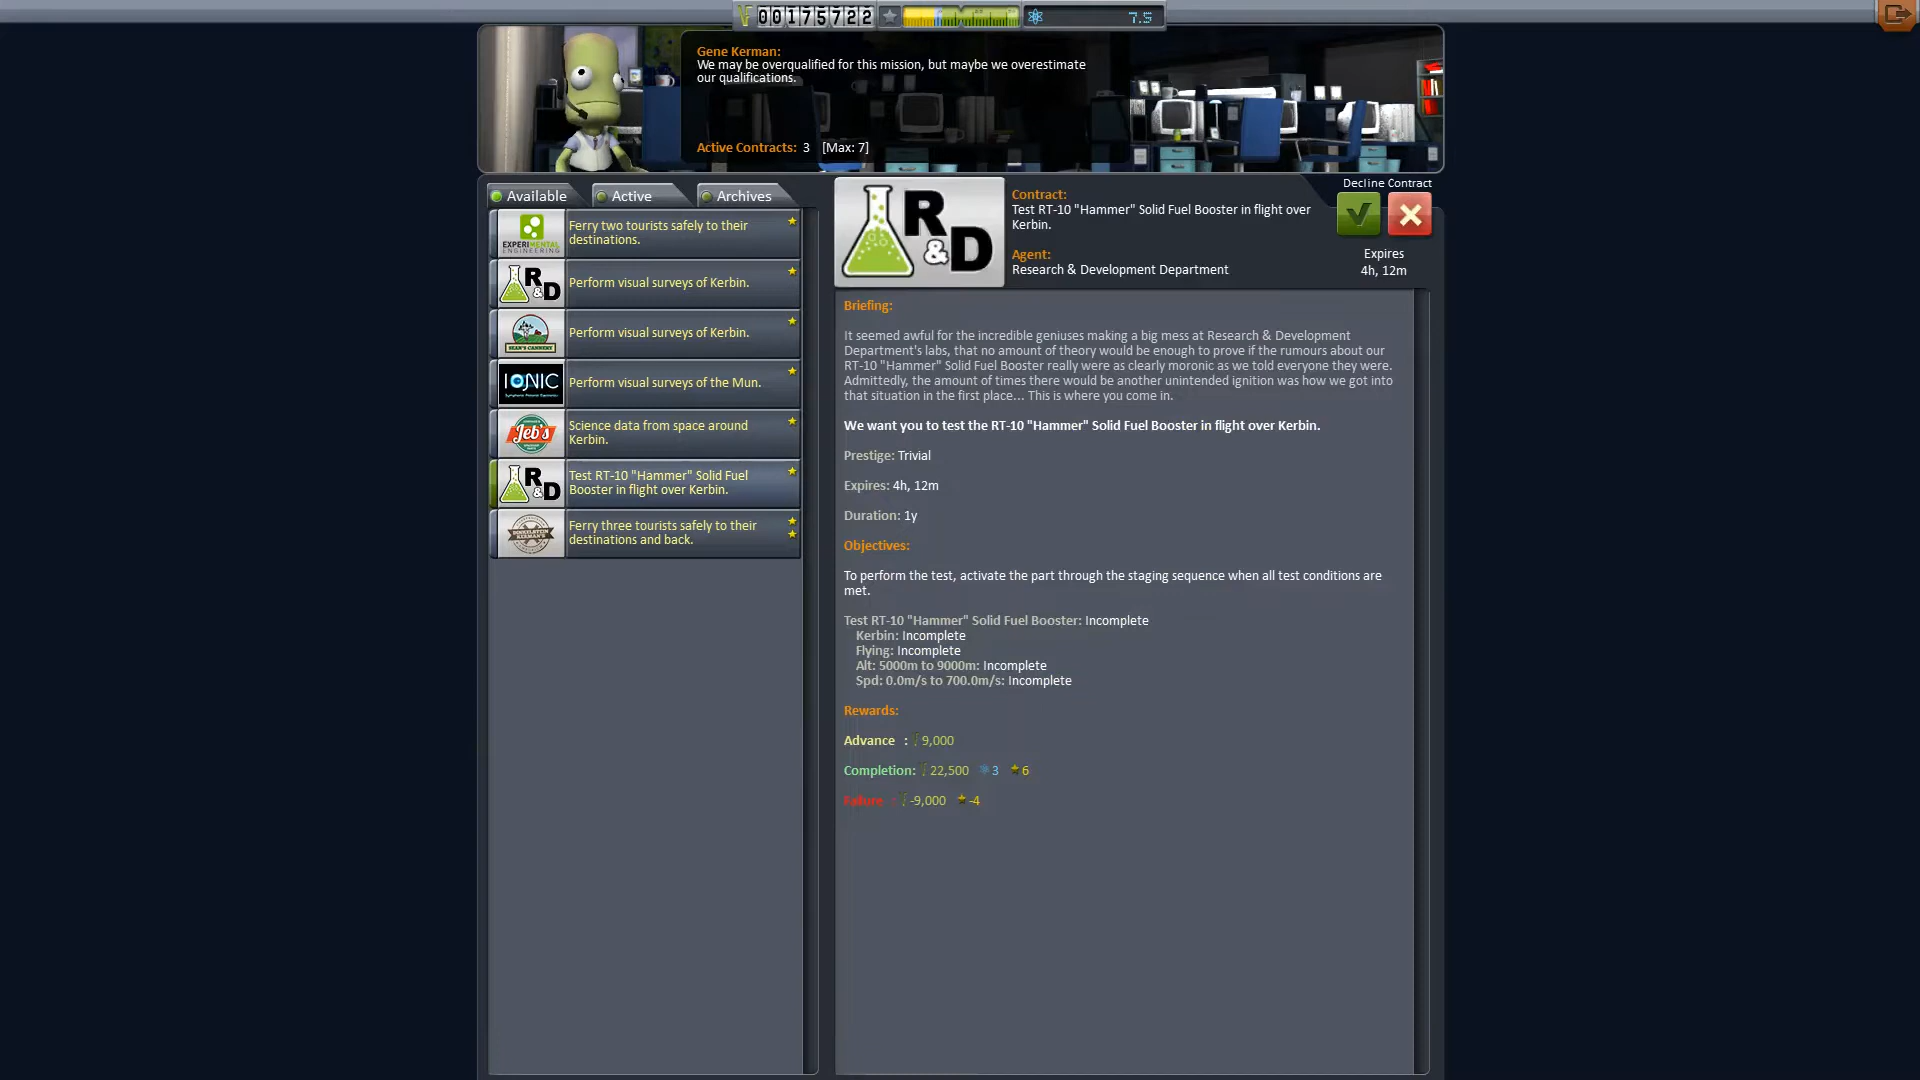 00175722
7.5
Gene Kerman:
We may be overqualified for this mission, but maybe we overestimate
our qualifications.
Active Contracts: 3 [Max: 7]
Available
Active
Archives
EXPERIMENTAL
ENGINEERING
Ferry two tourists safely to their
destinations.
R&D
Perform visual surveys of Kerbin.
SEAN'S CANNERY
Perform visual surveys of Kerbin.
IONIC
Perform visual surveys of the Mun.
Jeb's
Science data from space around
Kerbin.
R&D
Test RT-10 "Hammer" Solid Fuel
Booster in flight over Kerbin.
Ferry three tourists safely to their
destinations and back.
R&D
Contract:
Test RT-10 "Hammer" Solid Fuel Booster in flight over
Kerbin.
Agent:
Research & Development Department
Decline Contract
Expires
4h, 12m
Briefing:
It seemed awful for the incredible geniuses making a big mess at Research & Development
Department's labs, that no amount of theory would be enough to prove if the rumours about our
RT-10 "Hammer" Solid Fuel Booster really were as clearly moronic as we told everyone they were.
Admittedly, the amount of times there would be another unintended ignition was how we got into
that situation in the first place... This is where you come in.
We want you to test the RT-10 "Hammer" Solid Fuel Booster in flight over Kerbin.
Prestige: Trivial
Expires: 4h, 12m
Duration: 1y
Objectives:
To perform the test, activate the part through the staging sequence when all test conditions are
met.
Test RT-10 "Hammer" Solid Fuel Booster: Incomplete
Kerbin: Incomplete
Flying: Incomplete
Alt: 5000m to 9000m: Incomplete
Spd: 0.0m/s to 700.0m/s: Incomplete
Rewards:
Advance : 9,000
Completion: 22,500 3 6
Failure : -9,000 -4